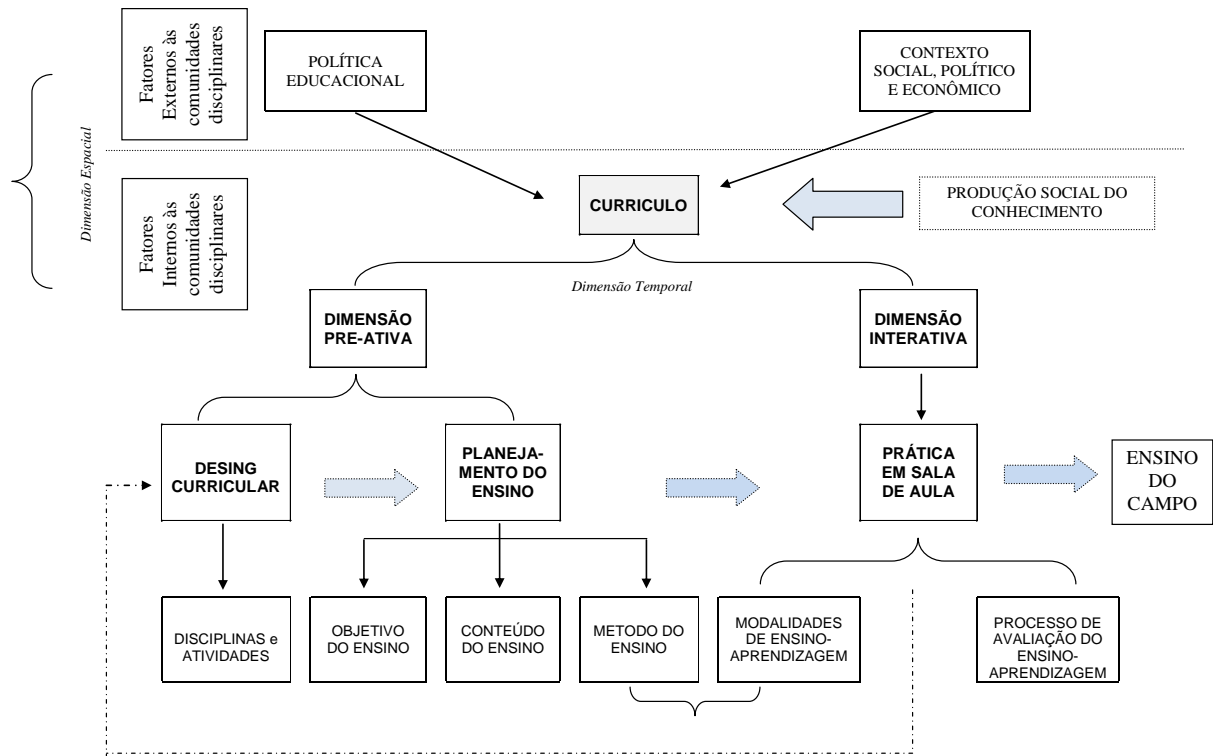 Fatores
Externos às
comunidades
disciplinares
POLÍTICA
EDUCACIONAL
CONTEXTO
SOCIAL, POLÍTICO
E ECONÔMICO
Dimensão Espacial
Fatores
Internos às
comunidades
disciplinares
CURRICULO
PRODUÇÃO SOCIAL DO
CONHECIMENTO
Dimensão Temporal
DIMENSÃO
PRE-ATIVA
DIMENSÃO
INTERATIVA
DESING
CURRICULAR
PLANEJA-
MENTO DO
ENSINO
PRÁTICA
EM SALA
DE AULA
ENSINO
DO
CAMPO
DISCIPLINAS e
ATIVIDADES
OBJETIVO
DO ENSINO
CONTEÚDO
DO ENSINO
METODO DO
ENSINO
MODALIDADES
DE ENSINO-
APRENDIZAGEM
PROCESSO DE
AVALIAÇÃO DO
ENSINO-
APRENDIZAGEM